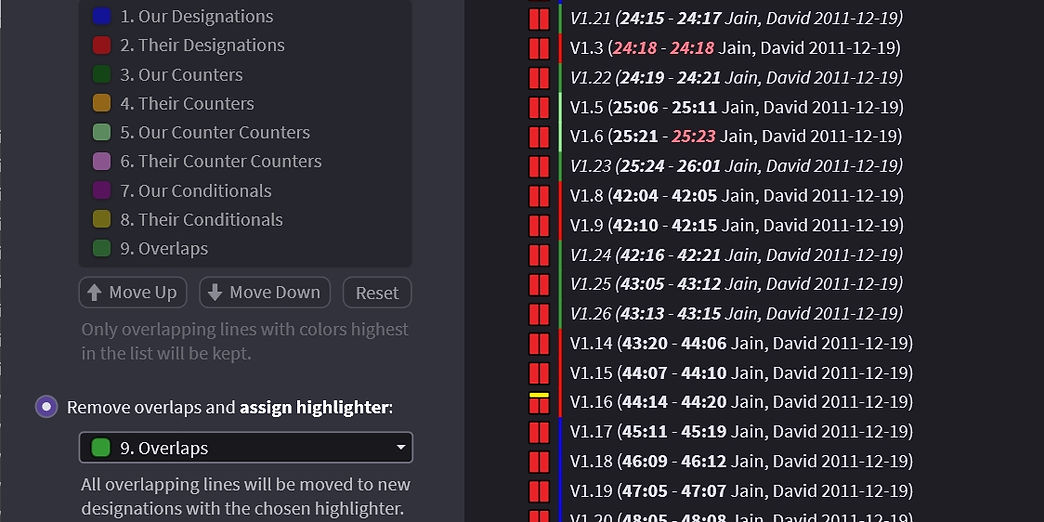 1. Our Designations
2. Their Designations
3. Our Counters
4. Their Counters
5. Our Counter Counters
6. Their Counter Counters
7. Our Conditionals
8. Their Conditionals
9. Overlaps
Move Up
Move Down
Reset
Only overlapping lines with colors highest
in the list will be kept.
Remove overlaps and assign highlighter:
9. Overlaps
All overlapping lines will be moved to new
designations with the chosen highlighter.
V1.21 (24:15 - 24:17 Jain, David 2011-12-19)
V1.3 (24:18 - 24:18 Jain, David 2011-12-19)
V1.22 (24:19 - 24:21 Jain, David 2011-12-19)
V1.5 (25:06 - 25:11 Jain, David 2011-12-19)
V1.6 (25:21 - 25:23 Jain, David 2011-12-19)
V1.23 (25:24 - 26:01 Jain, David 2011-12-19)
V1.8 (42:04 - 42:05 Jain, David 2011-12-19)
V1.9 (42:10 - 42:15 Jain, David 2011-12-19)
V1.24 (42:16 - 42:21 Jain, David 2011-12-19)
V1.25 (43:05 - 43:12 Jain, David 2011-12-19)
V1.26 (43:13 - 43:15 Jain, David 2011-12-19)
V1.14 (43:20 - 44:06 Jain, David 2011-12-19)
V1.15 (44:07 - 44:10 Jain, David 2011-12-19)
V1.16 (44:14 - 44:20 Jain, David 2011-12-19)
V1.17 (45:11 - 45:19 Jain, David 2011-12-19)
V1.18 (46:09 - 46:12 Jain, David 2011-12-19)
V1.19 (47:05 - 47:07 Jain, David 2011-12-19)
V1.20 (48:05 - 48:08 Jain, David 2011-12-19)